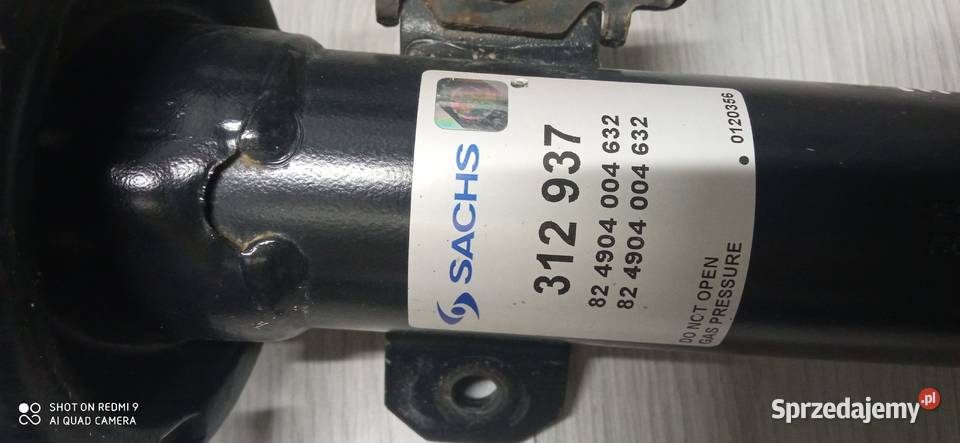 SACHS
312 937
82 4904 004 632
82 4904 004 632
DO NOT OPEN
GAS PRESSURE
0120356
SHOT ON REDMI 9
AI QUAD CAMERA
Sprzedajemy.pl